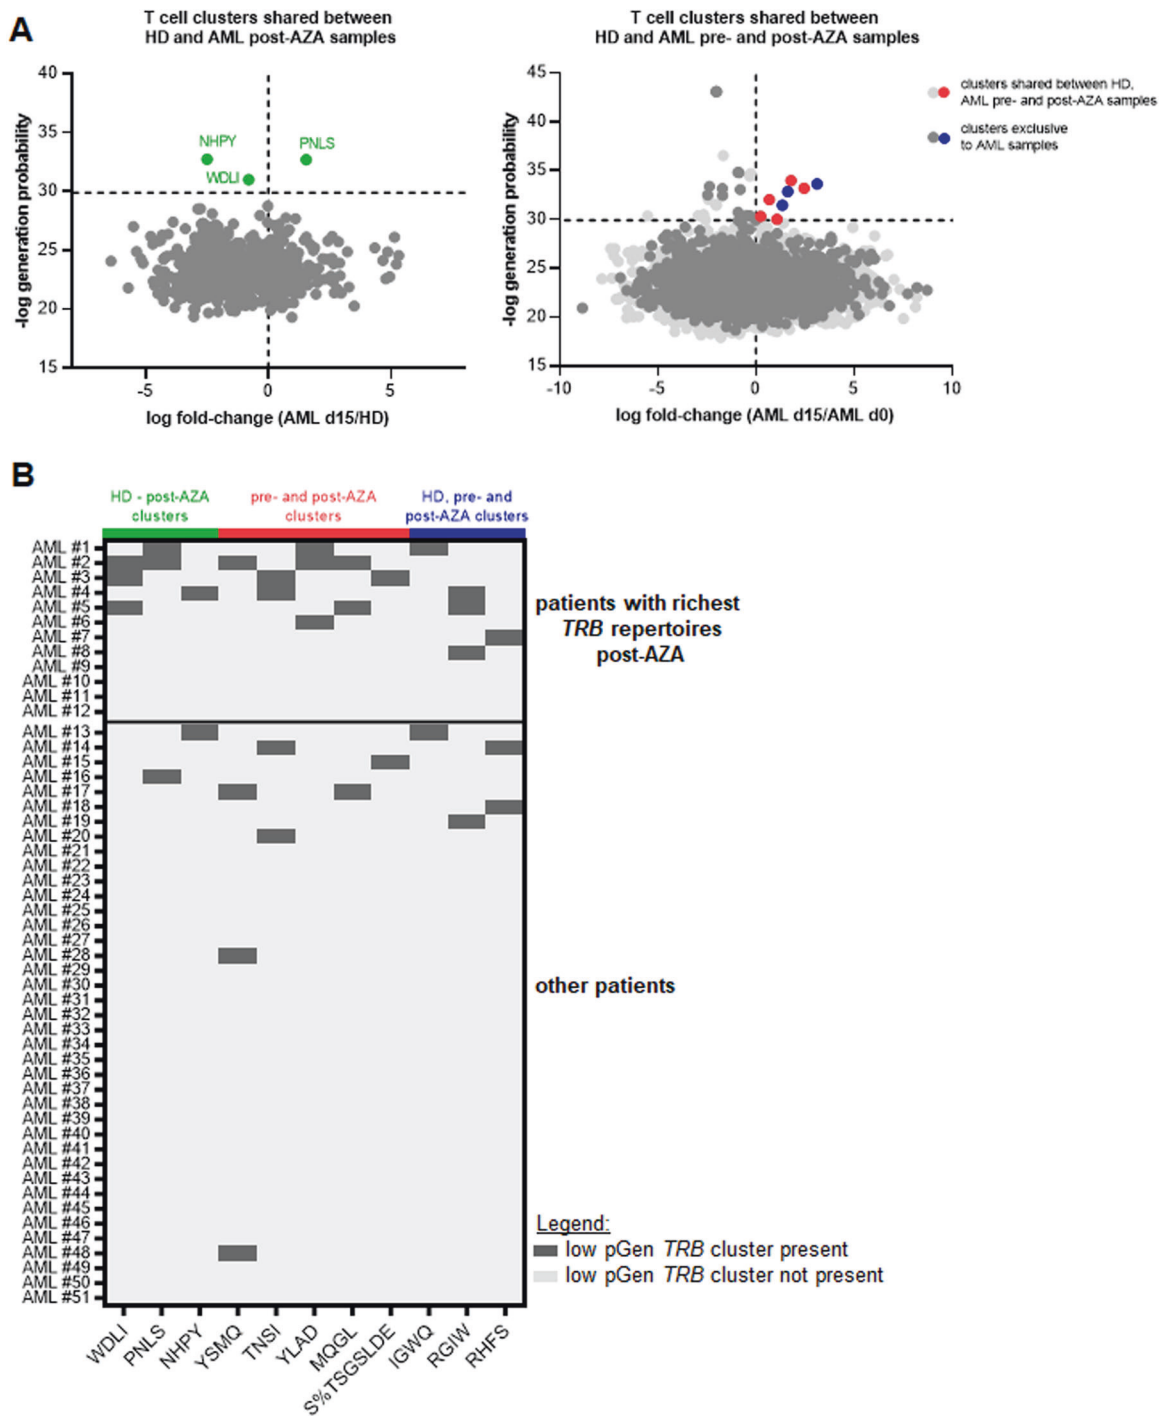 A
T cell clusters shared between
HD and AML post-AZA samples
-log generation probability
40
35
30
25
20
15
NHPY
PNLS
WDLI
-5
0
5
log fold-change (AML d15/HD)
T cell clusters shared between
HD and AML pre- and post-AZA samples
-log generation probability
45
40
35
30
25
20
15
-10
-5
0
5
10
log fold-change (AML d15/AML d0)
clusters shared between HD,
AML pre- and post-AZA samples
clusters exclusive
to AML samples
B
HD - post-AZA
clusters
pre- and post-AZA
clusters
HD, pre- and
post-AZA clusters
AML #1
AML #2
AML #3
AML #4
AML #5
AML #6
AML #7
AML #8
AML #9
AML #10
AML #11
AML #12
patients with richest
TRB repertoires
post-AZA
AML #13
AML #14
AML #15
AML #16
AML #17
AML #18
AML #19
AML #20
AML #21
AML #22
AML #23
AML #24
AML #25
AML #26
AML #27
AML #28
AML #29
AML #30
AML #31
AML #32
AML #33
AML #34
AML #35
AML #36
AML #37
AML #38
AML #39
AML #40
AML #41
AML #42
AML #43
AML #44
AML #45
AML #46
AML #47
AML #48
AML #49
AML #50
AML #51
other patients
Legend:
low pGen TRB cluster present
low pGen TRB cluster not present
WDLI
PNLS
NHPY
YSMQ
TNSI
YLAD
MQGL
S%TSGSLDE
IGWQ
RGIW
RHFS